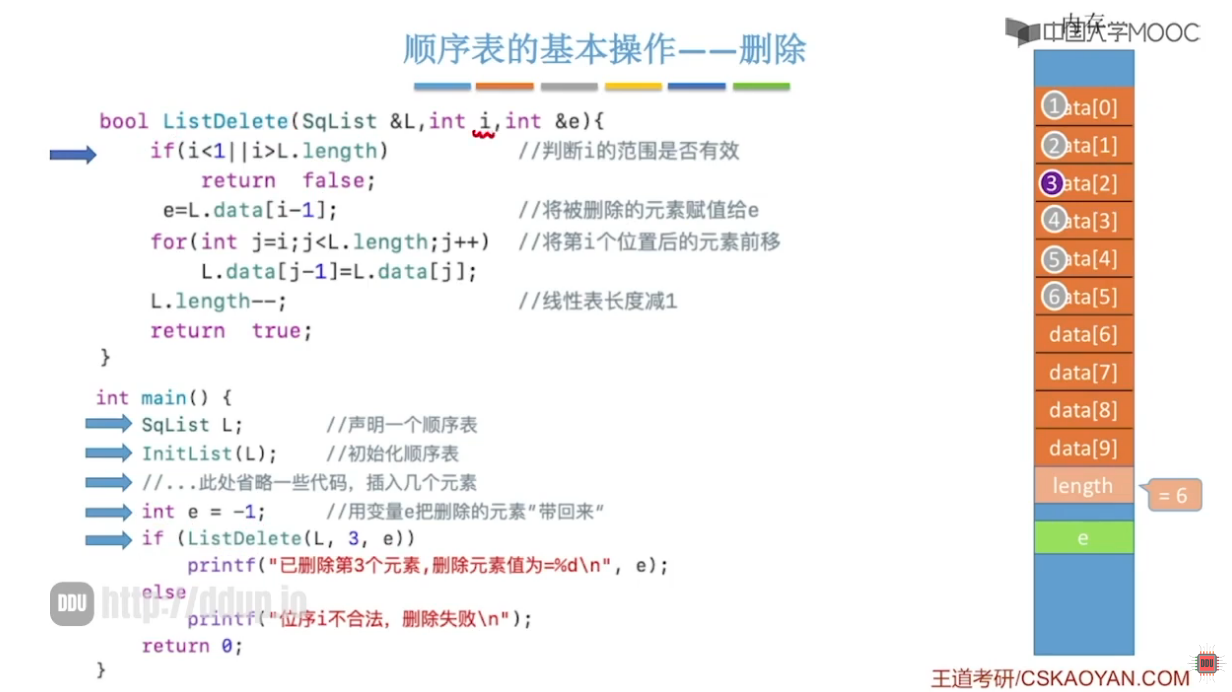 内存
中国大学MOOC
顺序表的基本操作——删除
bool ListDelete(SqList &L,int i,int &e){
if(i<1||i>L.length) //判断i的范围是否有效
return false;
e=L.data[i-1]; //将被删除的元素赋值给e
for(int j=i;j<L.length;j++) //将第i个位置后的元素前移
L.data[j-1]=L.data[j];
L.length--; //线性表长度减1
return true;
}
int main() {
SqList L; //声明一个顺序表
InitList(L); //初始化顺序表
//...此处省略一些代码，插入几个元素
int e = -1; //用变量e把删除的元素"带回来"
if (ListDelete(L, 3, e))
printf("已删除第3个元素,删除元素值为=%d\n", e);
else
printf("位序i不合法，删除失败\n");
return 0;
}
1 ata[0]
2 ata[1]
3 ata[2]
4 ata[3]
5 ata[4]
6 ata[5]
data[6]
data[7]
data[8]
data[9]
length = 6
e
DDU http://ddup.io
DDU
王道考研/CSKAOYAN.COM